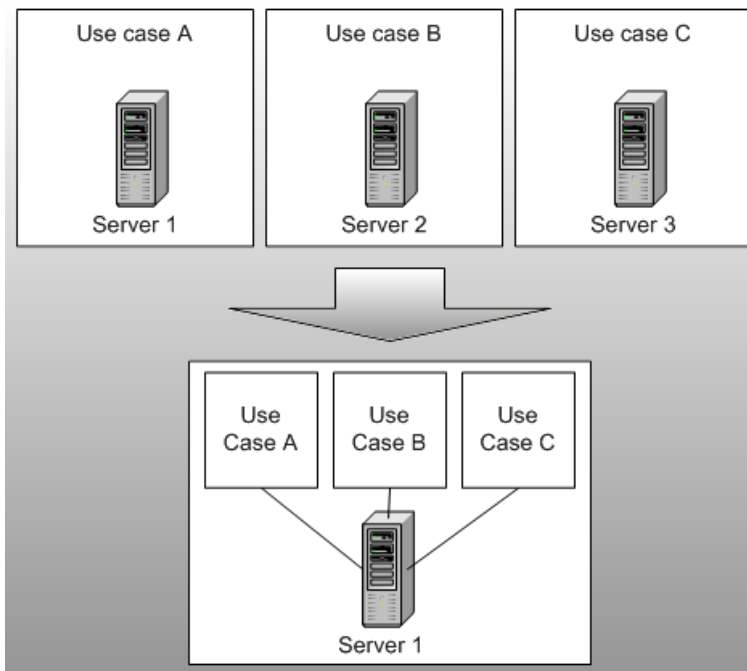 Use case A
Use case B
Use case C
Server 1
Server 2
Server 3
Use
Case A
Use
Case B
Use
Case C
Server 1